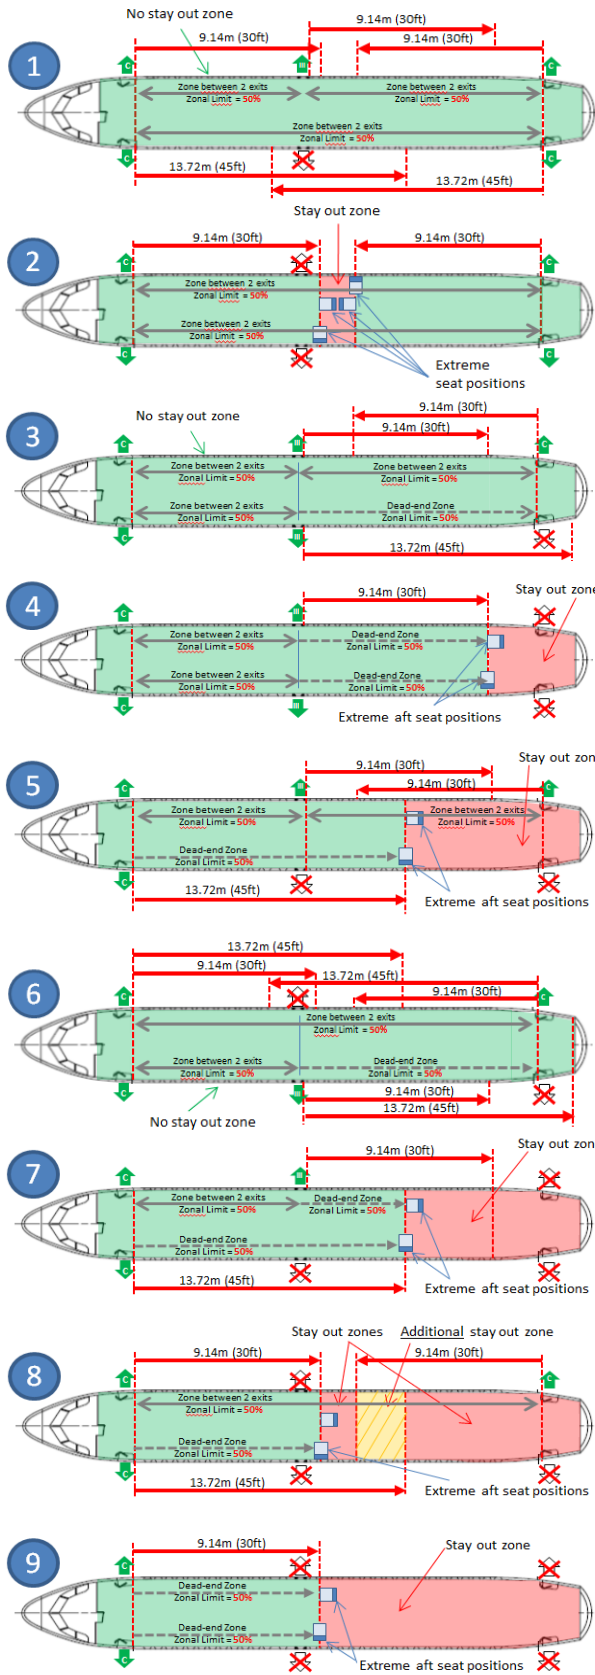 No stay out zone
9.14m (30ft)
9.14m (30ft)
9.14m (30ft)
1
C
III
C
Zone between 2 exits
Zonal Limit = 50%
Zone between 2 exits
Zonal Limit = 50%
Zone between 2 exits
Zonal Limit = 50%
C
C
13.72m (45ft)
13.72m (45ft)
Stay out zone
9.14m (30ft)
9.14m (30ft)
2
C
C
Zone between 2 exits
Zonal Limit = 50%
Zone between 2 exits
Zonal Limit = 50%
C
C
Extreme
seat positions
9.14m (30ft)
No stay out zone
9.14m (30ft)
3
C
III
C
Zone between 2 exits
Zonal Limit = 50%
Zone between 2 exits
Zonal Limit = 50%
Zonal Limit = 50%
Dead-end Zone
Zonal Limit = 50%
C
III
13.72m (45ft)
Stay out zone
9.14m (30ft)
4
C
III
Zone between 2 exits
Zonal Limit = 50%
Dead-end Zone
Zonal Limit = 50%
Zone between 2 exits
Zonal Limit = 50%
Dead-end Zone
Zonal Limit = 50%
C
III
Extreme aft seat positions
Stay out zon
9.14m (30ft)
9.14m (30ft)
5
C
III
C
Zone between 2 exits
Zonal Limit = 50%
Zone between 2 exits
Zonal Limit = 50%
Dead-end Zone
Zonal Limit = 50%
C
13.72m (45ft)
Extreme aft seat positions
13.72m (45ft)
9.14m (30ft)
13.72m (45ft)
9.14m (30ft)
6
C
C
Zone between 2 exits
Zonal Limit = 50%
Zone between 2 exits
Zonal Limit = 50%
Dead-end Zone
Zonal Limit = 50%
C
III
9.14m (30ft)
13.72m (45ft)
No stay out zone
Stay out zon
9.14m (30ft)
7
C
III
Zone between 2 exits
Zonal Limit = 50%
Dead-end Zone
Zonal Limit = 50%
Dead-end Zone
Zonal Limit = 50%
C
13.72m (45ft)
Extreme aft seat positions
Stay out zones
Additional stay out zone
9.14m (30ft)
9.14m (30ft)
8
C
C
Zone between 2 exits
Zonal Limit = 50%
Dead-end Zone
Zonal Limit = 50%
C
13.72m (45ft)
Extreme aft seat positions
9.14m (30ft)
Stay out zone
9
C
Dead-end Zone
Zonal Limit = 50%
Dead-end Zone
Zonal Limit = 50%
C
Extreme aft seat positions